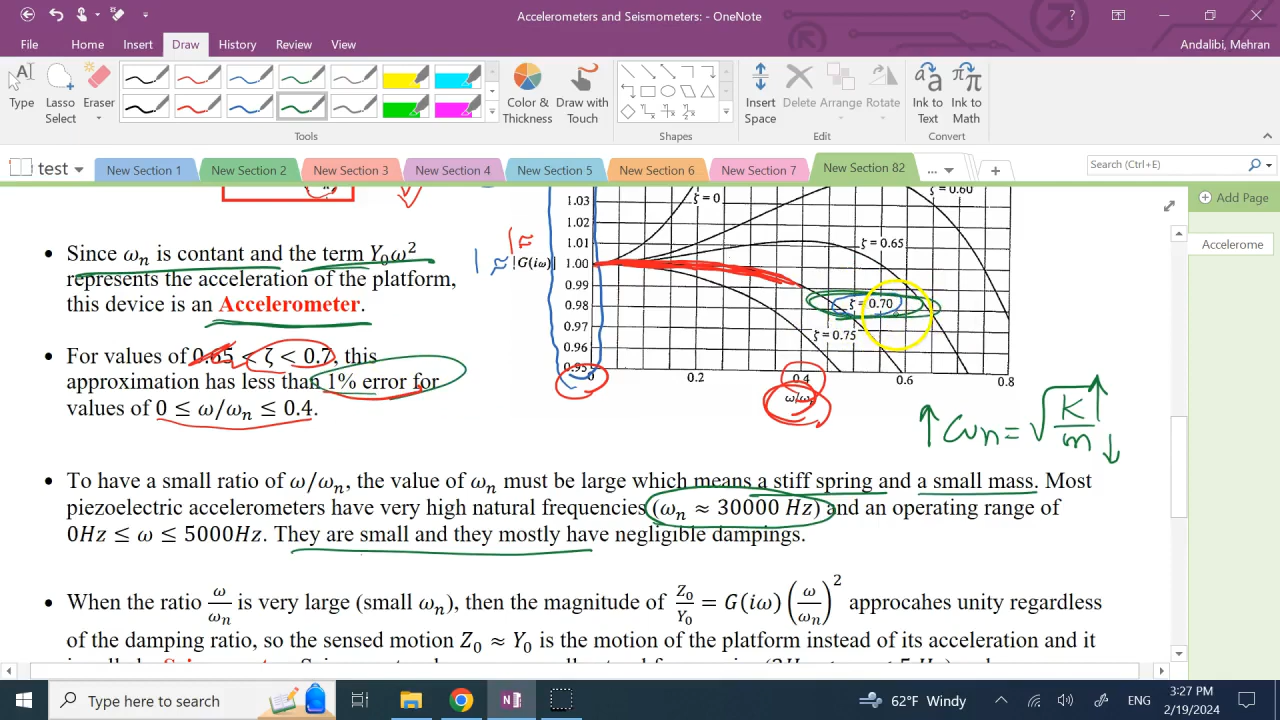 Accelerometers and Seismometers: - OneNote
File Home Insert Draw History Review View
Andalibi, Mehran
Type Lasso Select Eraser
Color & Thickness Draw with Touch
Insert Space Delete Arrange Rotate
Ink to Text Ink to Math
Tools Shapes Edit Convert
test New Section 1 New Section 2 New Section 3 New Section 4 New Section 5 New Section 6 New Section 7 New Section 82 ...
Search (Ctrl+E)
Add Page
Accelerome
1.03
1.02
1.01
1.00
0.99
0.98
0.97
0.96
0.95
|G(iω)|
1 ≈
ζ = 0
ζ = 0.60
ζ = 0.65
ζ = 0.70
ζ = 0.75
0 0.2 0.4 0.6 0.8
ω/ωn
• Since ωn is contant and the term Y0ω²
represents the acceleration of the platform,
this device is an Accelerometer.
• For values of 0.65 < ζ < 0.7, this
approximation has less than 1% error for
values of 0 ≤ ω/ωn ≤ 0.4.
↑ ωn = √K/m ↑ ↓
• To have a small ratio of ω/ωn, the value of ωn must be large which means a stiff spring and a small mass. Most
piezoelectric accelerometers have very high natural frequencies (ωn ≈ 30000 Hz) and an operating range of
0Hz ≤ ω ≤ 5000Hz. They are small and they mostly have negligible dampings.
• When the ratio ω/ωn is very large (small ωn), then the magnitude of Z0/Y0 = G(iω)(ω/ωn)² approcahes unity regardless
of the damping ratio, so the sensed motion Z0 ≈ Y0 is the motion of the platform instead of its acceleration and it
Type here to search
62°F Windy
ENG
3:27 PM
2/19/2024